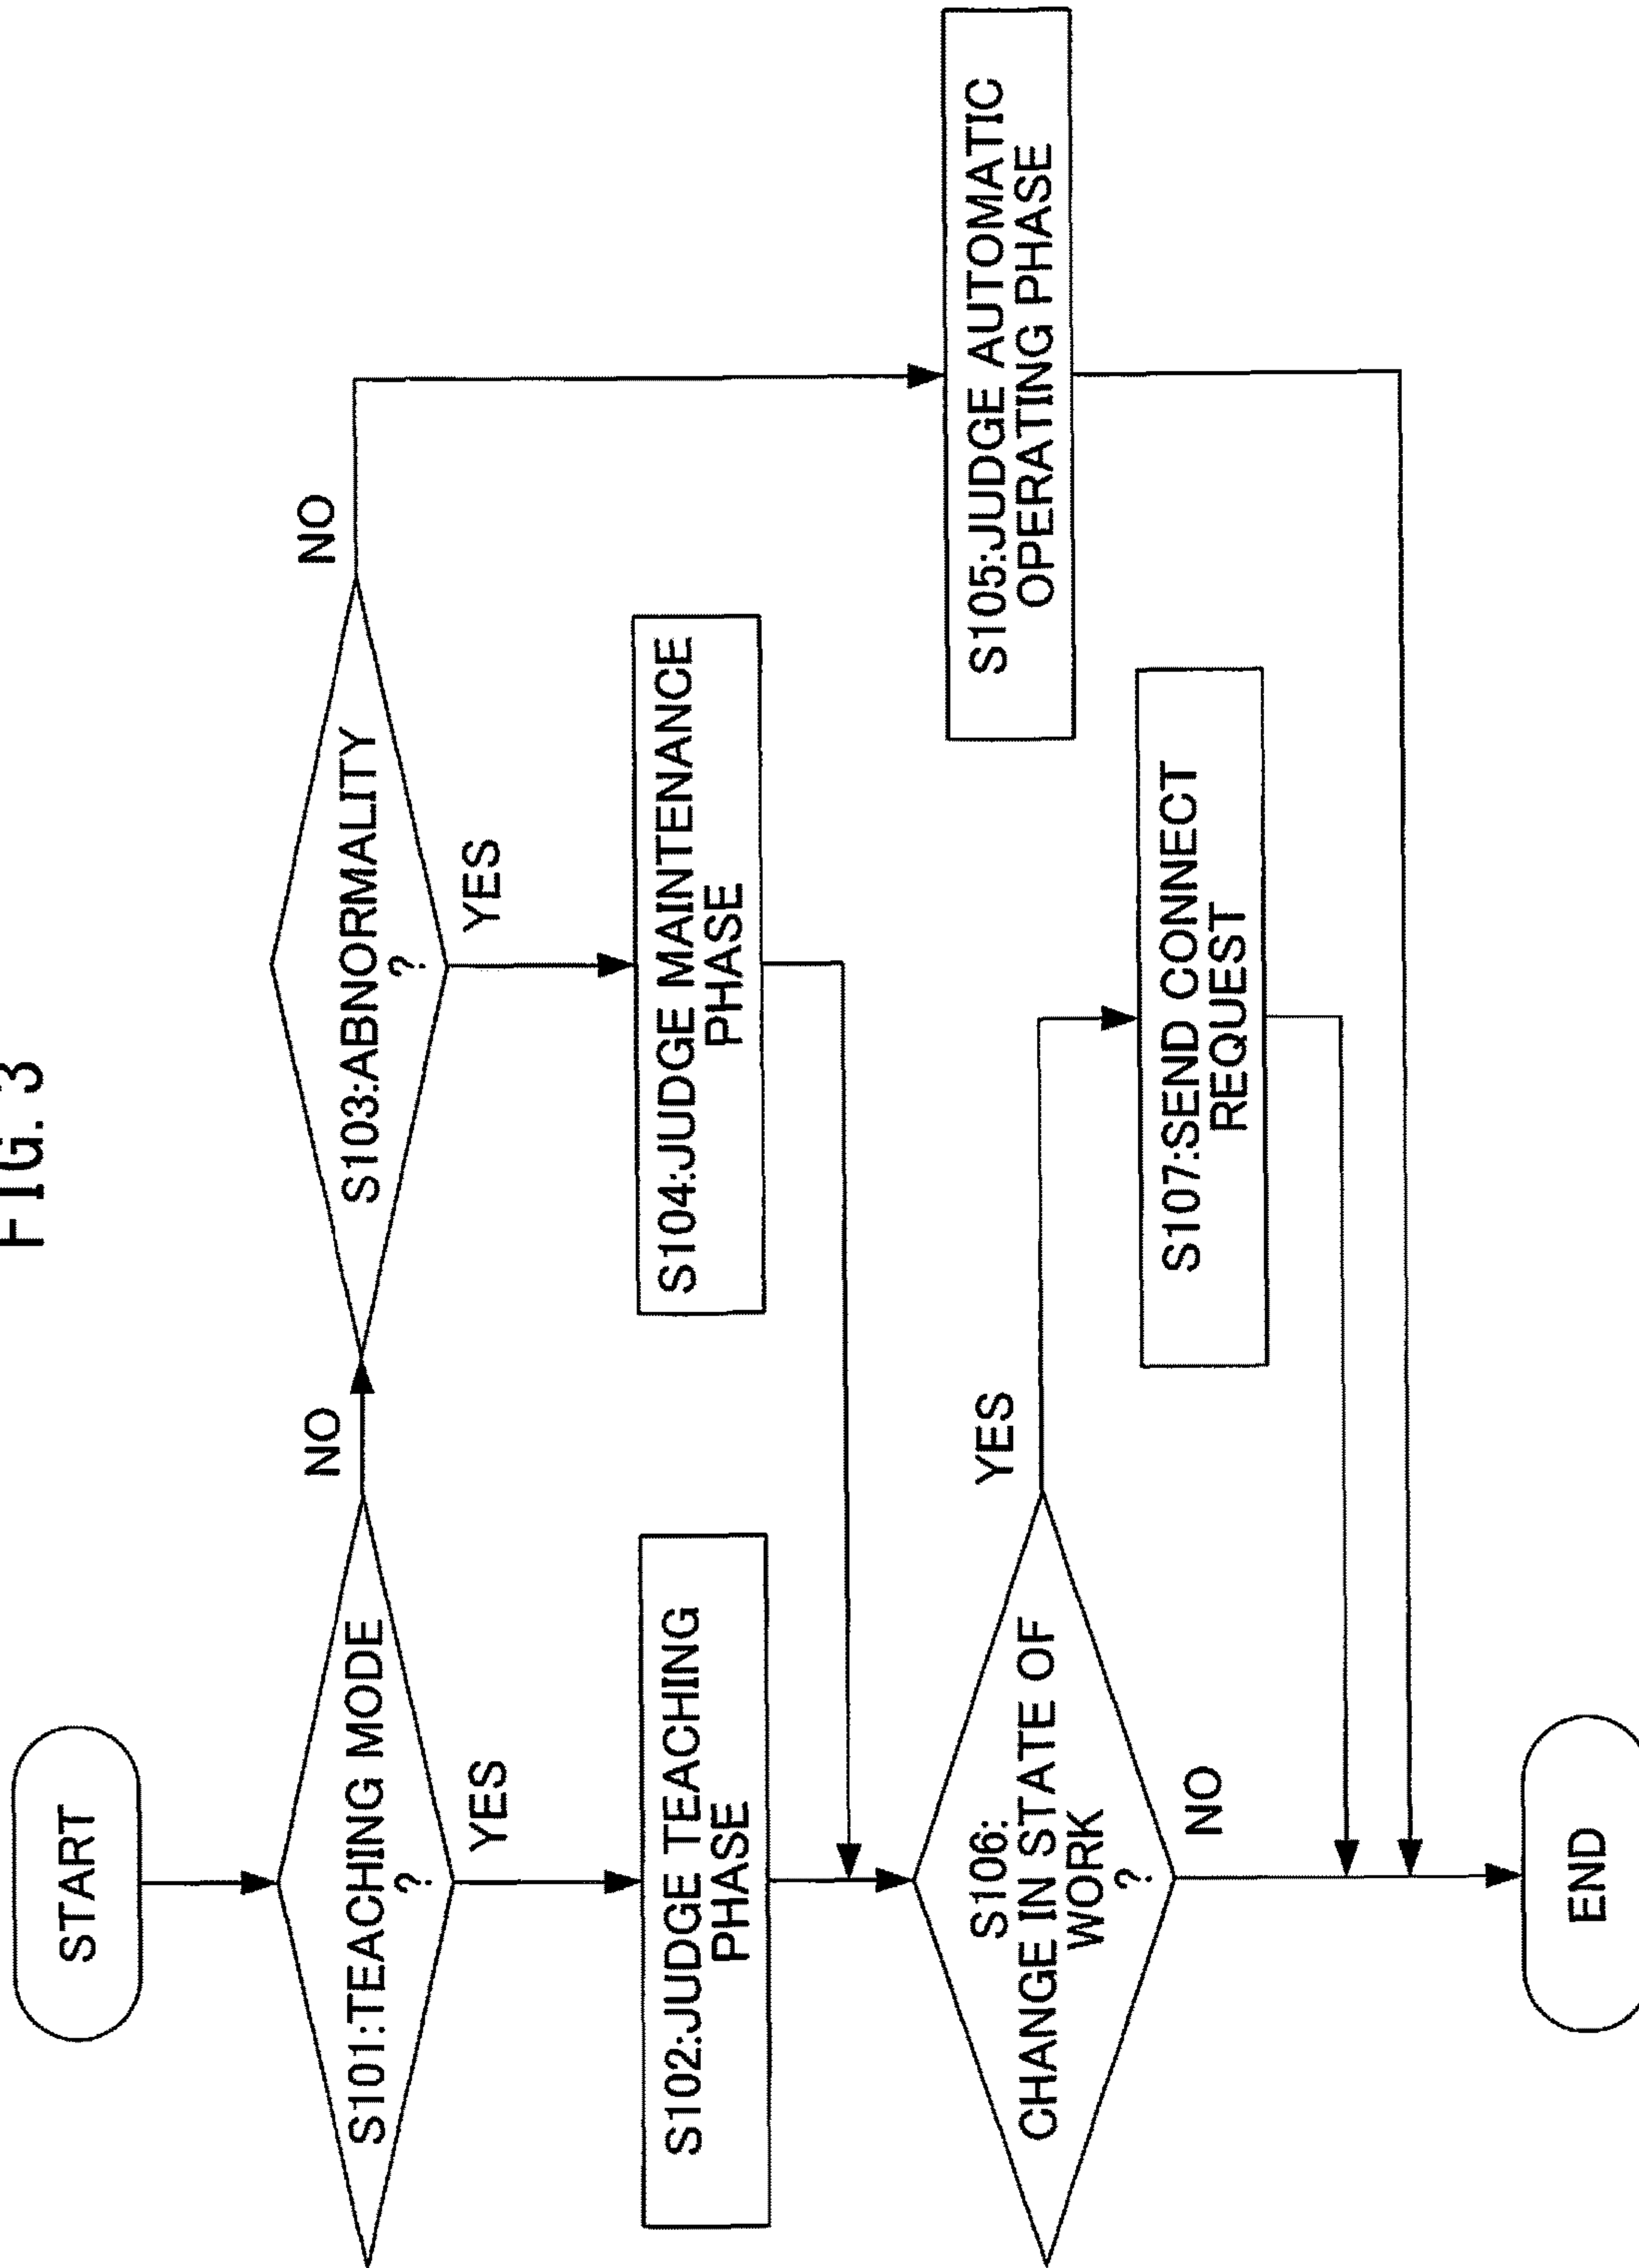 FIG. 3
START
S101:TEACHING MODE
?
NO
YES
S103:ABNORMALITY
?
NO
YES
S102:JUDGE TEACHING
PHASE
S104:JUDGE MAINTENANCE
PHASE
S105:JUDGE AUTOMATIC
OPERATING PHASE
S106:
CHANGE IN STATE OF
WORK
?
YES
NO
S107:SEND CONNECT
REQUEST
END